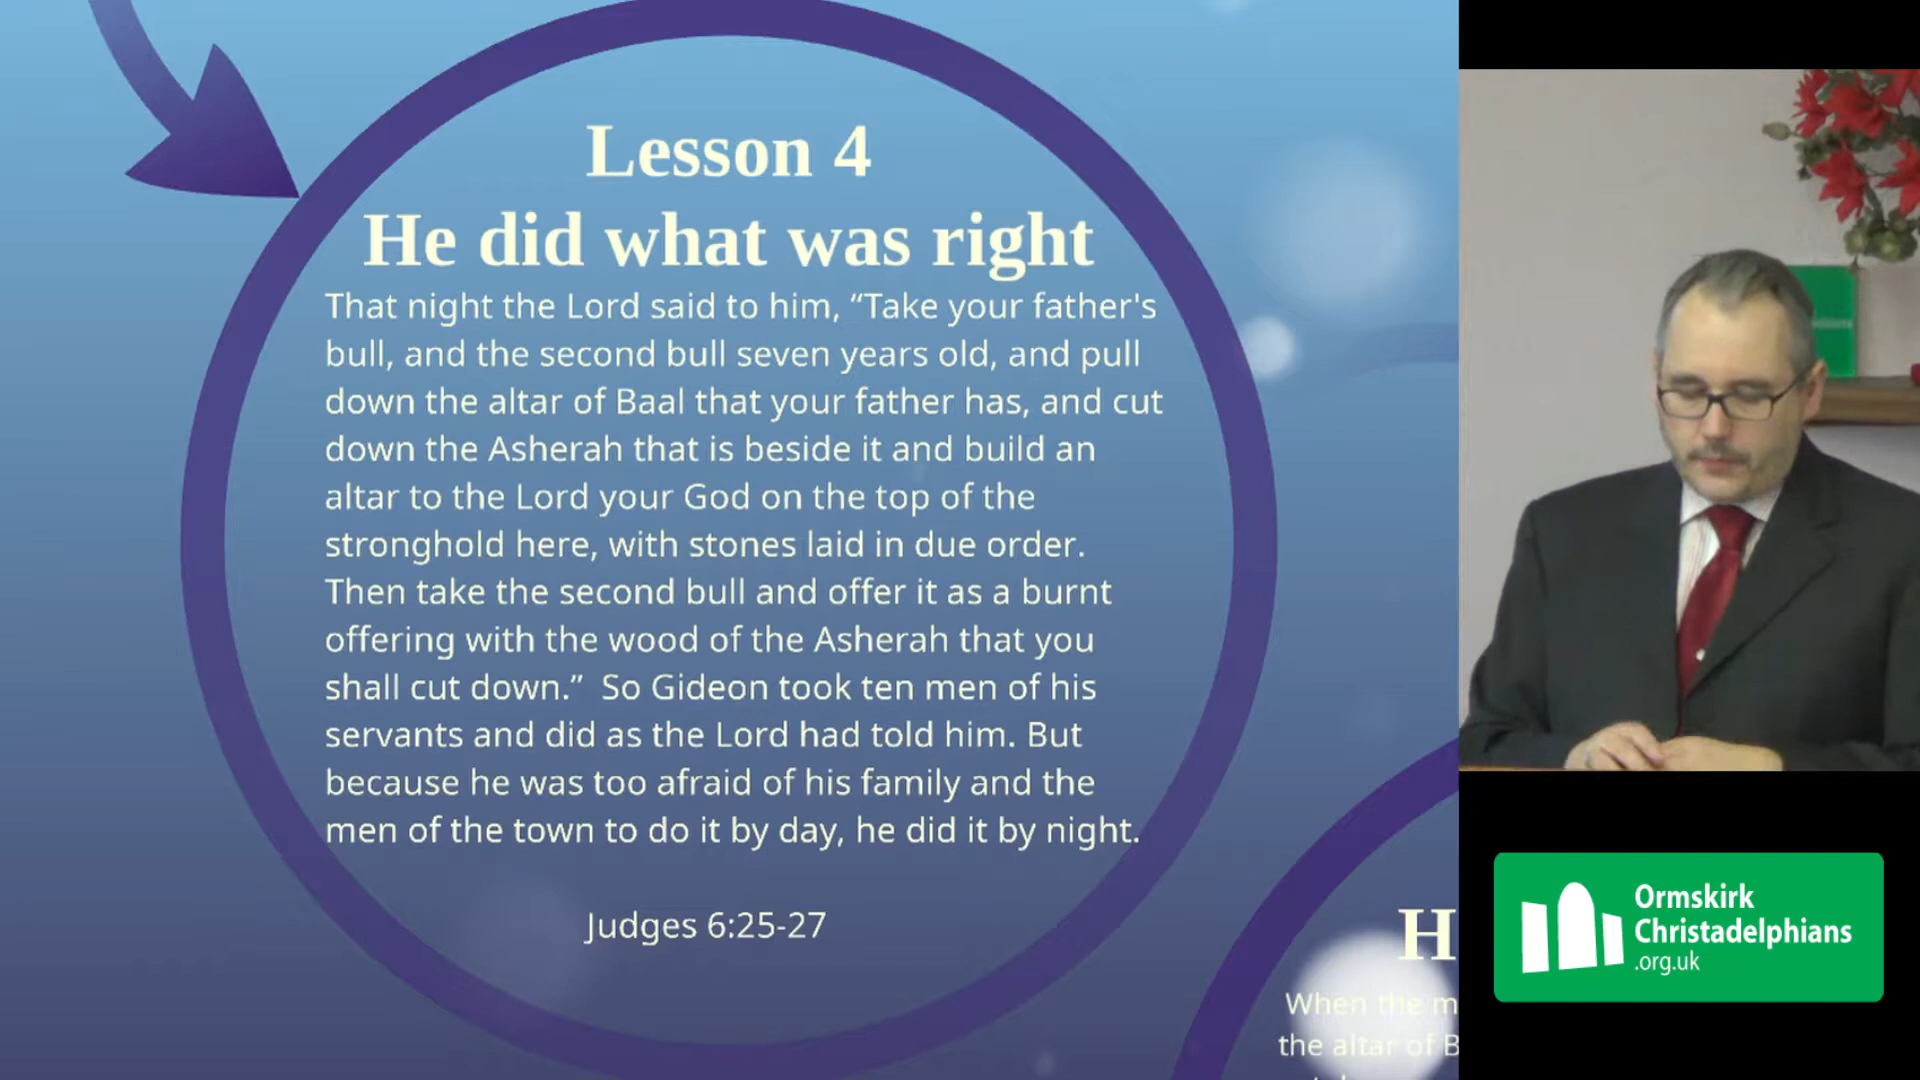 Lesson 4
He did what was right
That night the Lord said to him, “Take your father's
bull, and the second bull seven years old, and pull
down the altar of Baal that your father has, and cut
down the Asherah that is beside it and build an
altar to the Lord your God on the top of the
stronghold here, with stones laid in due order.
Then take the second bull and offer it as a burnt
offering with the wood of the Asherah that you
shall cut down.”  So Gideon took ten men of his
servants and did as the Lord had told him. But
because he was too afraid of his family and the
men of the town to do it by day, he did it by night.
Judges 6:25-27
H
When the m
the altar of B
Ormskirk
Christadelphians
.org.uk